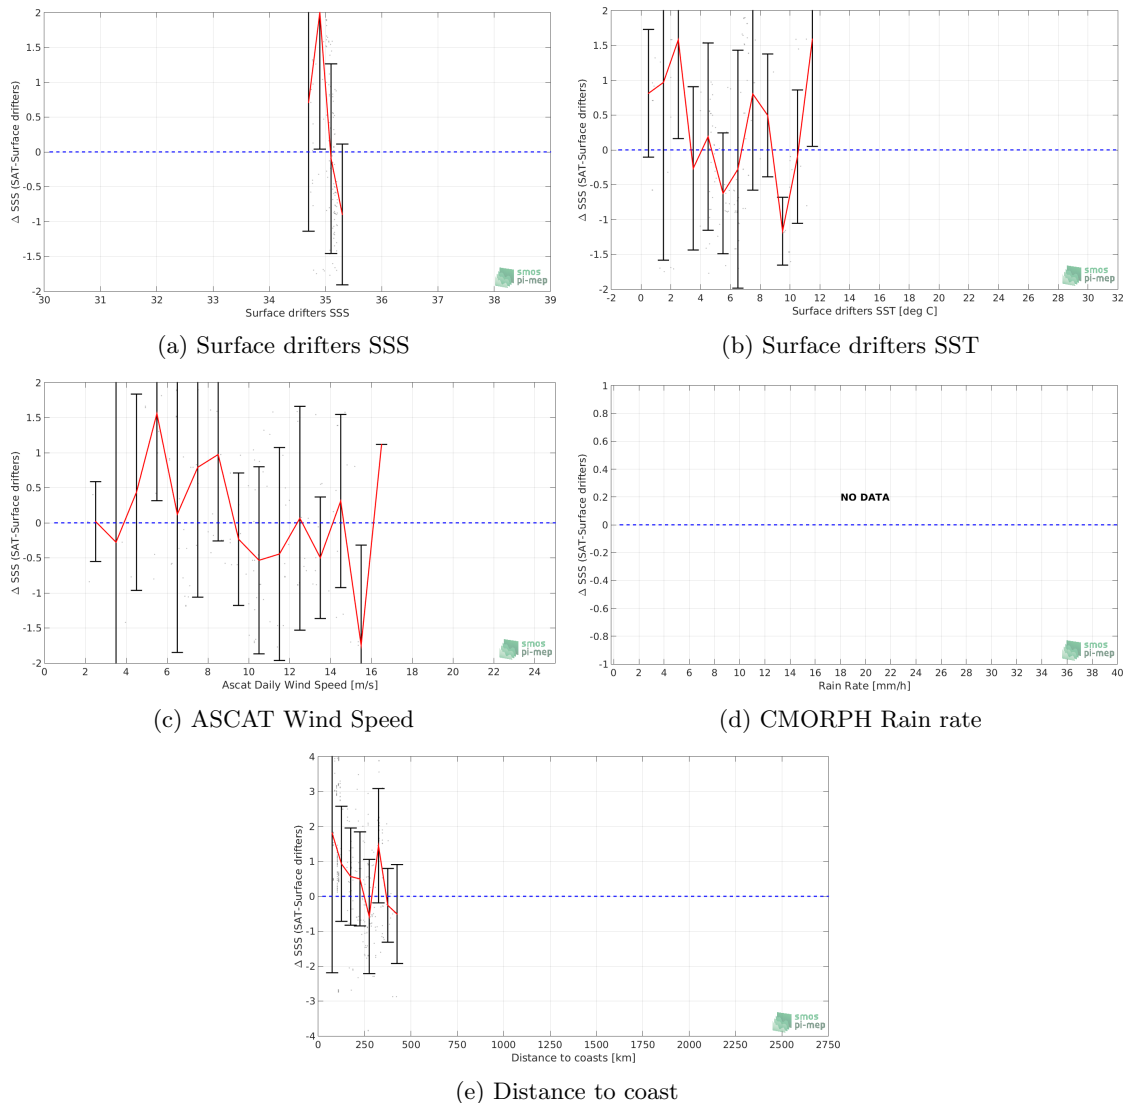 2
1.5
1
0.5
0
-0.5
-1
-1.5
-2
Δ SSS (SAT-Surface drifters)
30 31 32 33 34 35 36 37 38 39
Surface drifters SSS
smos
pi-mep
(a) Surface drifters SSS
2
1.5
1
0.5
0
-0.5
-1
-1.5
-2
Δ SSS (SAT-Surface drifters)
-2 0 2 4 6 8 10 12 14 16 18 20 22 24 26 28 30 32
Surface drifters SST [deg C]
smos
pi-mep
(b) Surface drifters SST
2
1.5
1
0.5
0
-0.5
-1
-1.5
-2
Δ SSS (SAT-Surface drifters)
0 2 4 6 8 10 12 14 16 18 20 22 24
Ascat Daily Wind Speed [m/s]
smos
pi-mep
(c) ASCAT Wind Speed
1
0.8
0.6
0.4
0.2
0
-0.2
-0.4
-0.6
-0.8
-1
Δ SSS (SAT-Surface drifters)
NO DATA
0 2 4 6 8 10 12 14 16 18 20 22 24 26 28 30 32 34 36 38 40
Rain Rate [mm/h]
smos
pi-mep
(d) CMORPH Rain rate
4
3
2
1
0
-1
-2
-3
-4
Δ SSS (SAT-Surface drifters)
0 250 500 750 1000 1250 1500 1750 2000 2250 2500 2750
Distance to coasts [km]
smos
pi-mep
(e) Distance to coast